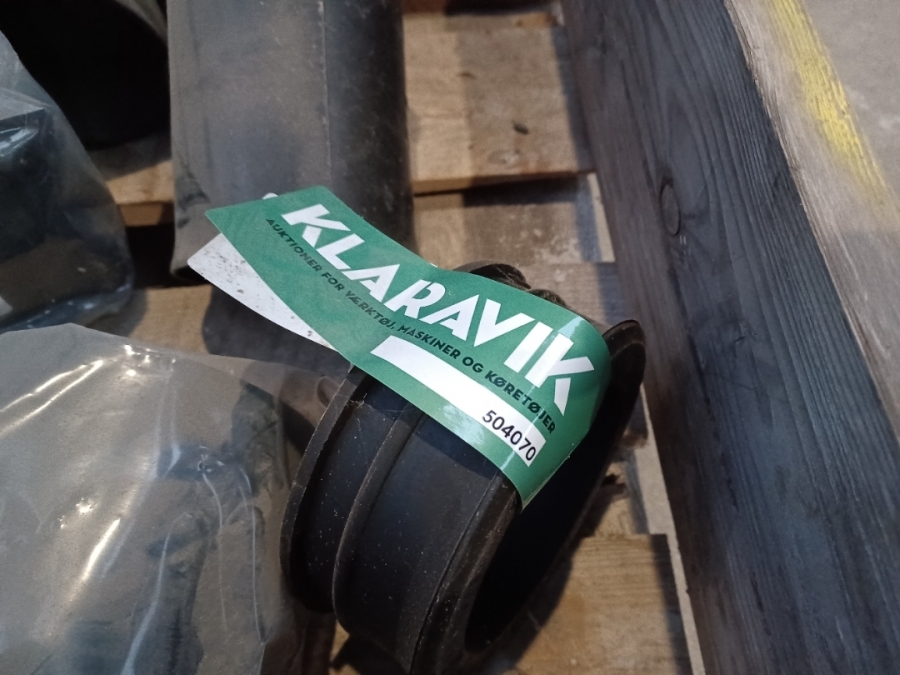 KLARAVIK
AUKTIONER FOR VÆRKTØJ, MASKINER OG KØRETØJER
504070